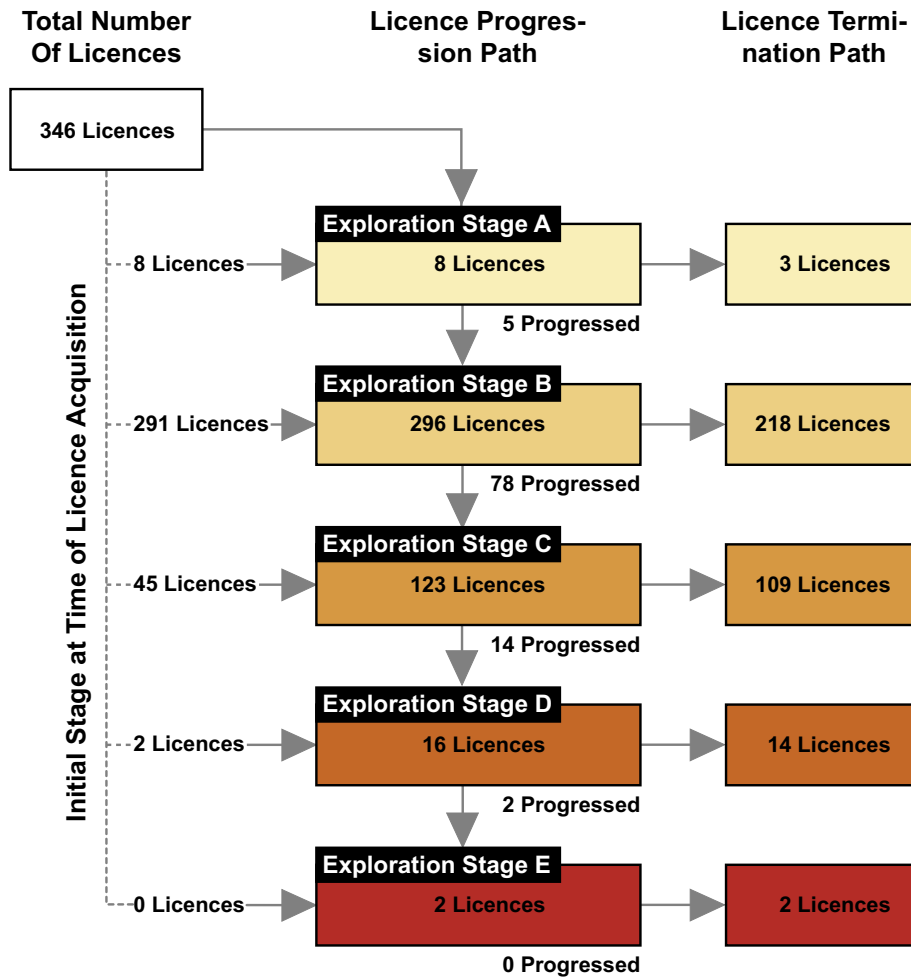 Total Number
Of Licences
Licence Progres-
sion Path
Licence Termi-
nation Path
346 Licences
Initial Stage at Time of Licence Acquisition
Exploration Stage A
8 Licences
8 Licences
3 Licences
5 Progressed
Exploration Stage B
291 Licences
296 Licences
218 Licences
78 Progressed
Exploration Stage C
45 Licences
123 Licences
109 Licences
14 Progressed
Exploration Stage D
2 Licences
16 Licences
14 Licences
2 Progressed
Exploration Stage E
0 Licences
2 Licences
2 Licences
0 Progressed